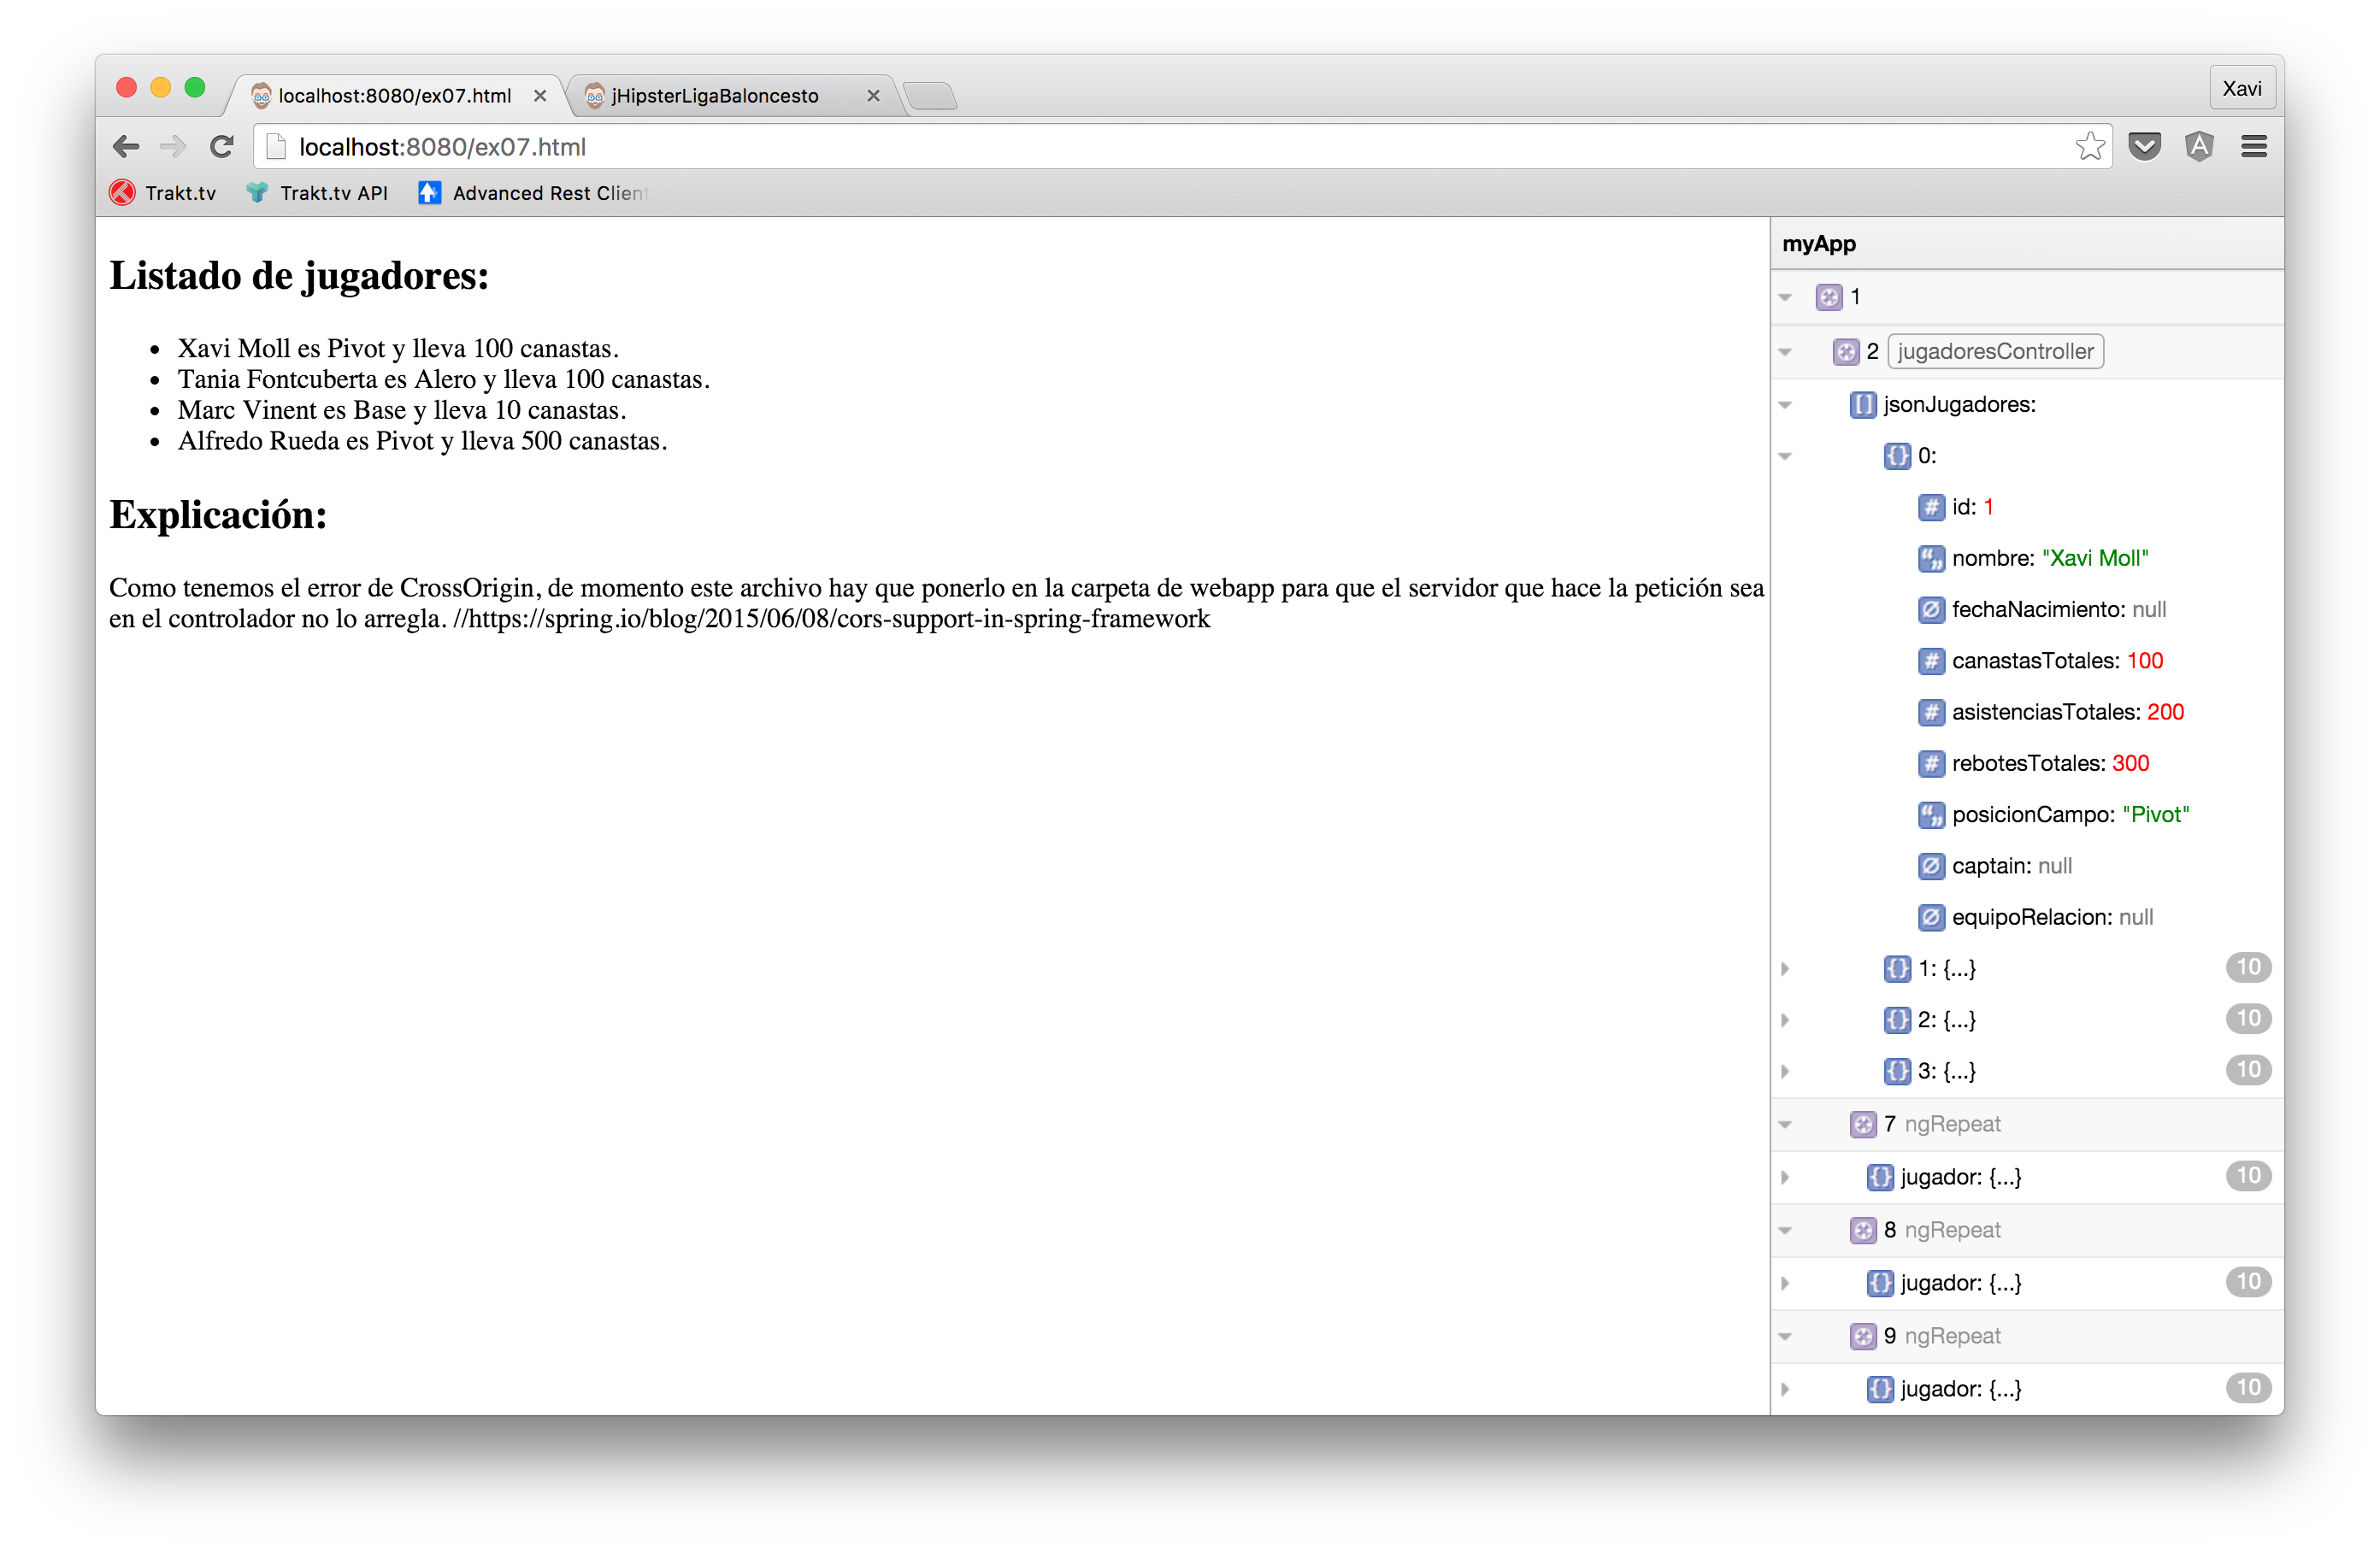 localhost:8080/ex07.html
jHipsterLigaBaloncesto
Xavi
localhost:8080/ex07.html
Trakt.tv
Trakt.tv API
Advanced Rest Client
Listado de jugadores:
Xavi Moll es Pivot y lleva 100 canastas.
Tania Fontcuberta es Alero y lleva 100 canastas.
Marc Vinent es Base y lleva 10 canastas.
Alfredo Rueda es Pivot y lleva 500 canastas.
Explicación:
Como tenemos el error de CrossOrigin, de momento este archivo hay que ponerlo en la carpeta de webapp para que el servidor que hace la petición sea
en el controlador no lo arregla. //https://spring.io/blog/2015/06/08/cors-support-in-spring-framework
myApp
1
2 jugadoresController
[] jsonJugadores:
{} 0:
# id: 1
nombre: "Xavi Moll"
fechaNacimiento: null
# canastasTotales: 100
# asistenciasTotales: 200
# rebotesTotales: 300
posicionCampo: "Pivot"
captain: null
equipoRelacion: null
{} 1: {...} 10
{} 2: {...} 10
{} 3: {...} 10
7 ngRepeat
{} jugador: {...} 10
8 ngRepeat
{} jugador: {...} 10
9 ngRepeat
{} jugador: {...} 10